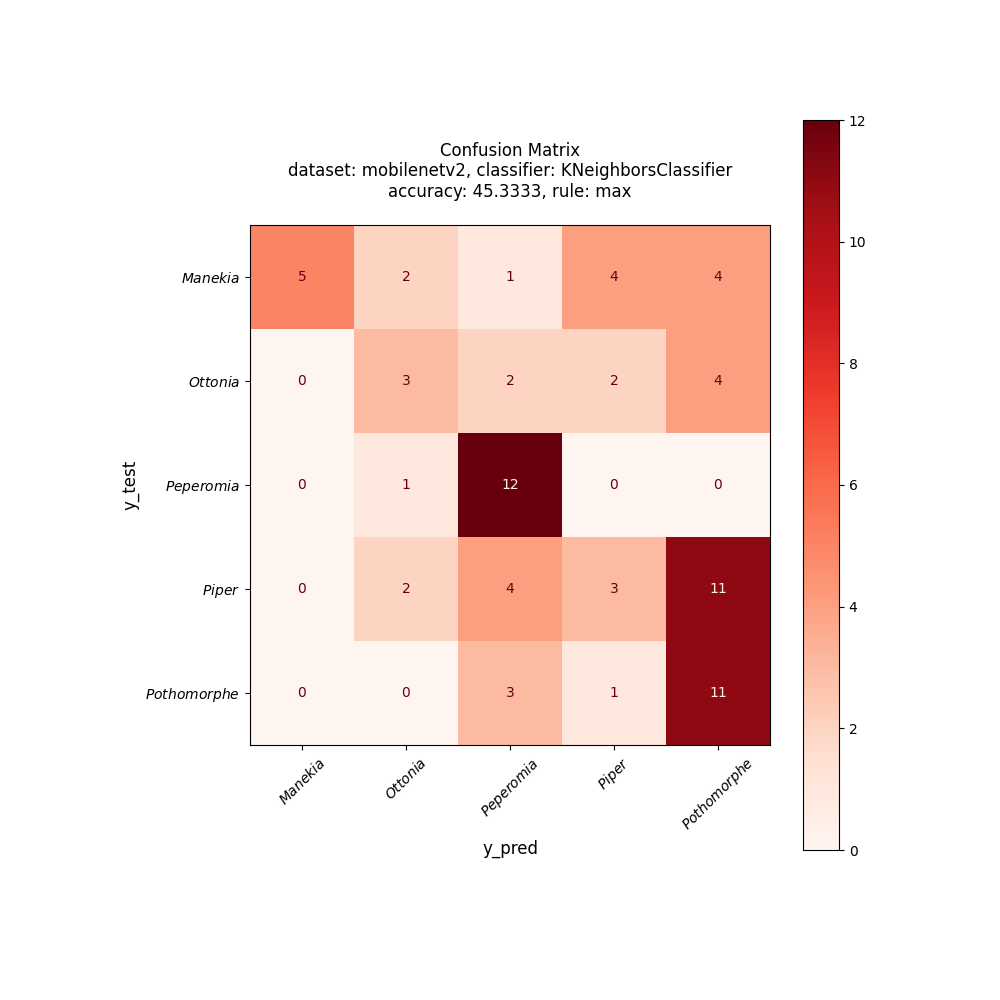 Confusion Matrix
dataset: mobilenetv2, classifier: KNeighborsClassifier
accuracy: 45.3333, rule: max
Manekia 5 2 1 4 4
Ottonia 0 3 2 2 4
Peperomia 0 1 12 0 0
Piper 0 2 4 3 11
Pothomorphe 0 0 3 1 11
y_test
Manekia Ottonia Peperomia Piper Pothomorphe
y_pred
12
10
8
6
4
2
0